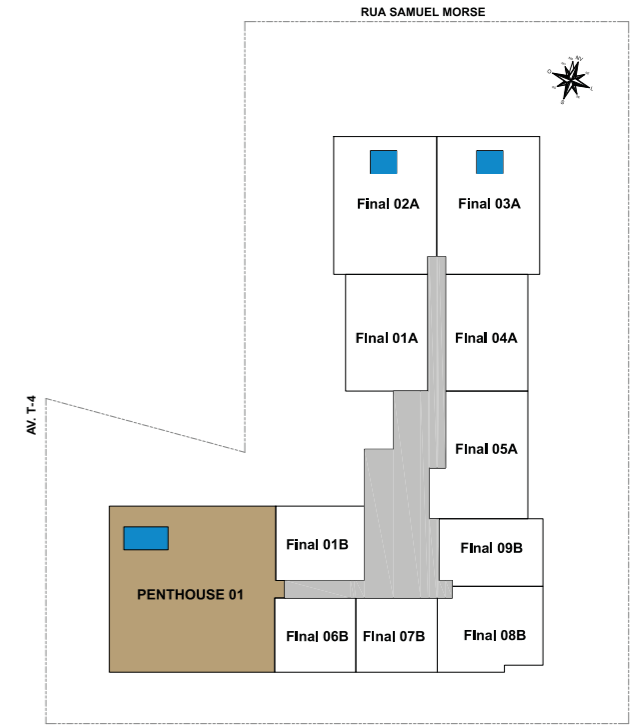 RUA SAMUEL MORSE
Final 02A
Final 03A
Final 01A
Final 04A
AV. T-4
Final 05A
Final 01B
Final 09B
PENTHOUSE 01
Final 06B
Final 07B
Final 08B